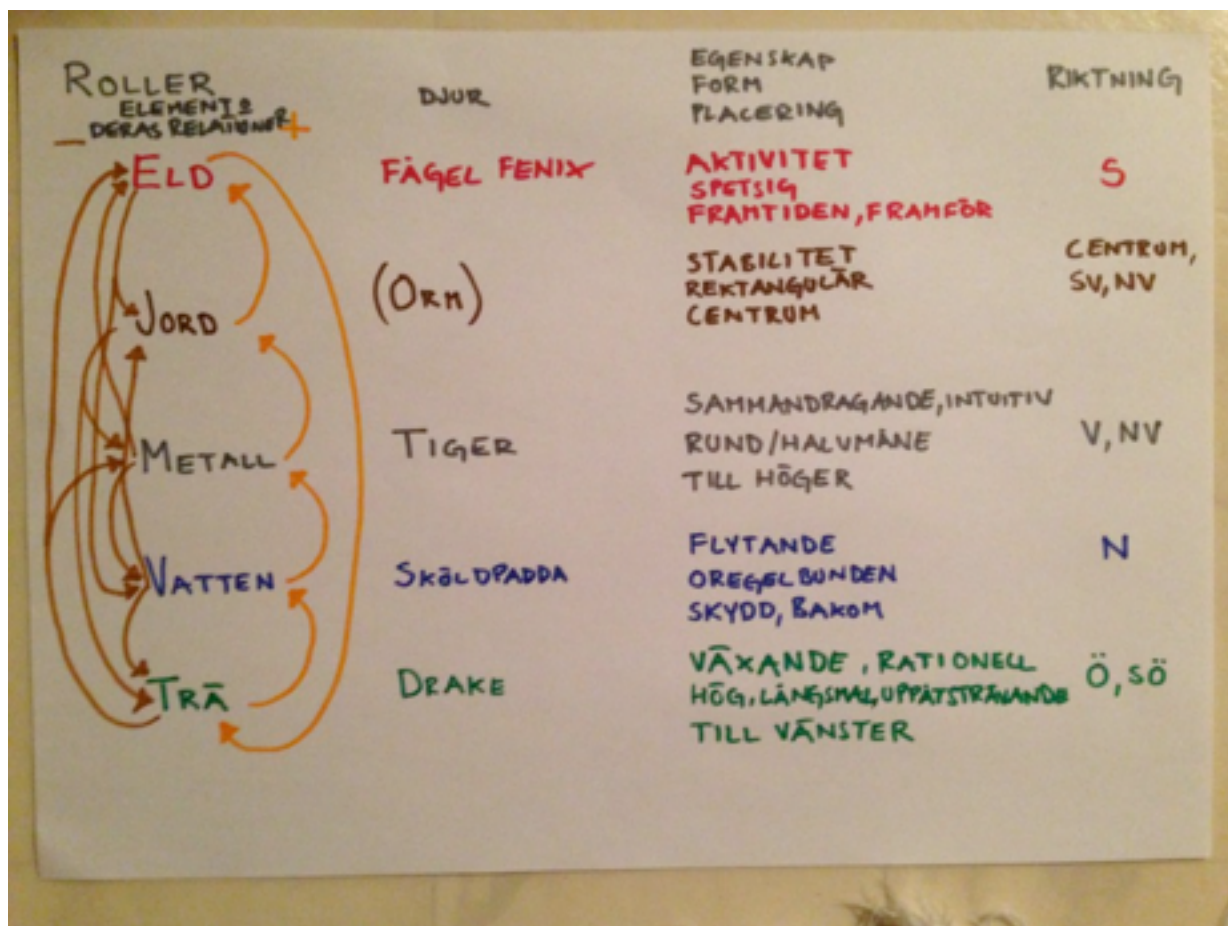 ROLLER
ELEMENT &
DERAS RELATIONER
− +
DJUR
EGENSKAP
FORM
PLACERING
RIKTNING
ELD
FÅGEL FENIX
AKTIVITET
SPETSIG
FRAMTIDEN, FRAMFÖR
S
JORD
(ORM)
STABILITET
REKTANGULÄR
CENTRUM
CENTRUM,
SV, NV
METALL
TIGER
SAMMANDRAGANDE, INTUITIV
RUND/HALVMÅNE
TILL HÖGER
V, NV
VATTEN
SKÖLDPADDA
FLYTANDE
OREGELBUNDEN
SKYDD, BAKOM
N
TRÄ
DRAKE
VÄXANDE, RATIONELL
HÖG, LÅNGSMAL, UPPÅTSTRÄVANDE
TILL VÄNSTER
Ö, SÖ